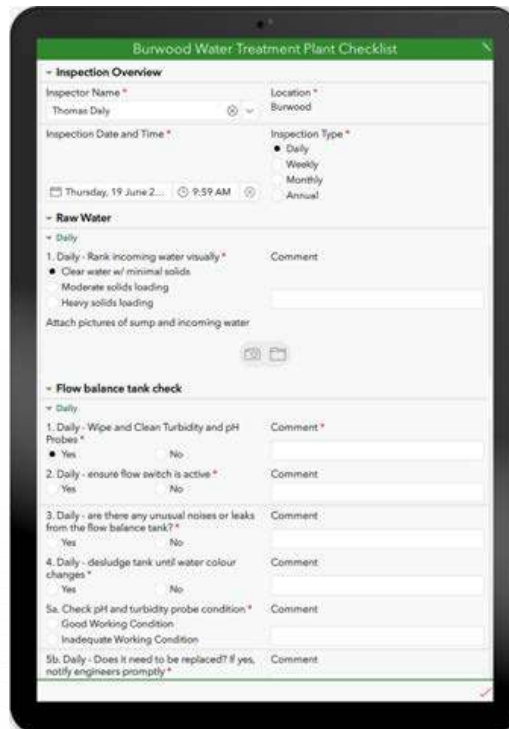 Burwood Water Treatment Plant Checklist
Inspection Overview
Inspector Name *
Location *
Thomas Daly
Burwood
Inspection Date and Time *
Inspection Type *
Daily
Weekly
Monthly
Annual
Thursday, 19 June 2...
9:59 AM
Raw Water
Daily
1. Daily - Rank incoming water visually *
Comment
Clear water w/ minimal solids
Moderate solids loading
Heavy solids loading
Attach pictures of sump and incoming water
Flow balance tank check
Daily
1. Daily - Wipe and Clean Turbidity and pH
Probes *
Comment *
Yes No
2. Daily - ensure flow switch is active *
Comment
Yes No
3. Daily - are there any unusual noises or leaks
from the flow balance tank? *
Comment
Yes No
4. Daily - desludge tank until water colour
changes *
Comment
Yes No
5a. Check pH and turbidity probe condition *
Comment
Good Working Condition
Inadequate Working Condition
5b. Daily - Does it need to be replaced? If yes,
notify engineers promptly *
Comment